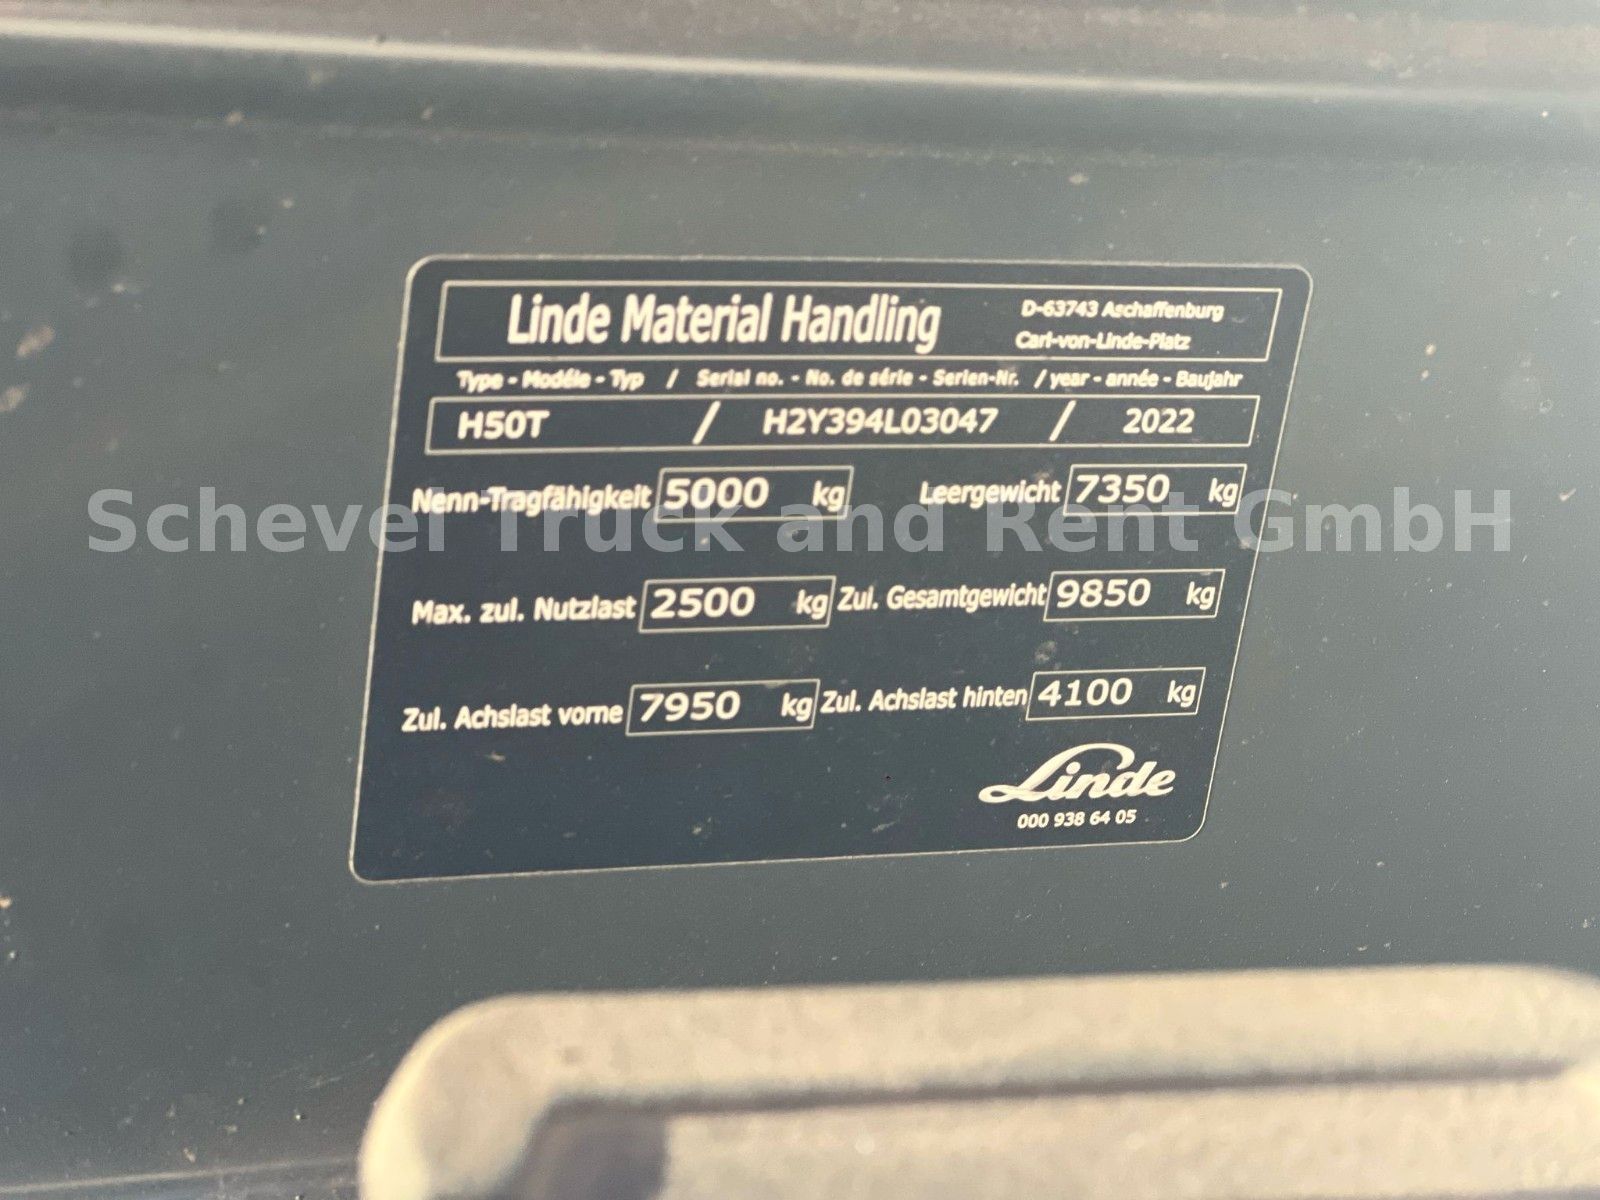 Linde Material Handling
D-63743 Aschaffenburg
Carl-von-Linde-Platz
Type - Modéle - Typ / Serial no. - No. de série - Serien-Nr. / year - année - Baujahr
H50T / H2Y394L03047 / 2022
Nenn-Tragfähigkeit 5000 kg Leergewicht 7350 kg
Schevel Truck and Rent GmbH
Max. zul. Nutzlast 2500 kg Zul. Gesamtgewicht 9850 kg
Zul. Achslast vorne 7950 kg Zul. Achslast hinten 4100 kg
Linde
000 938 64 05